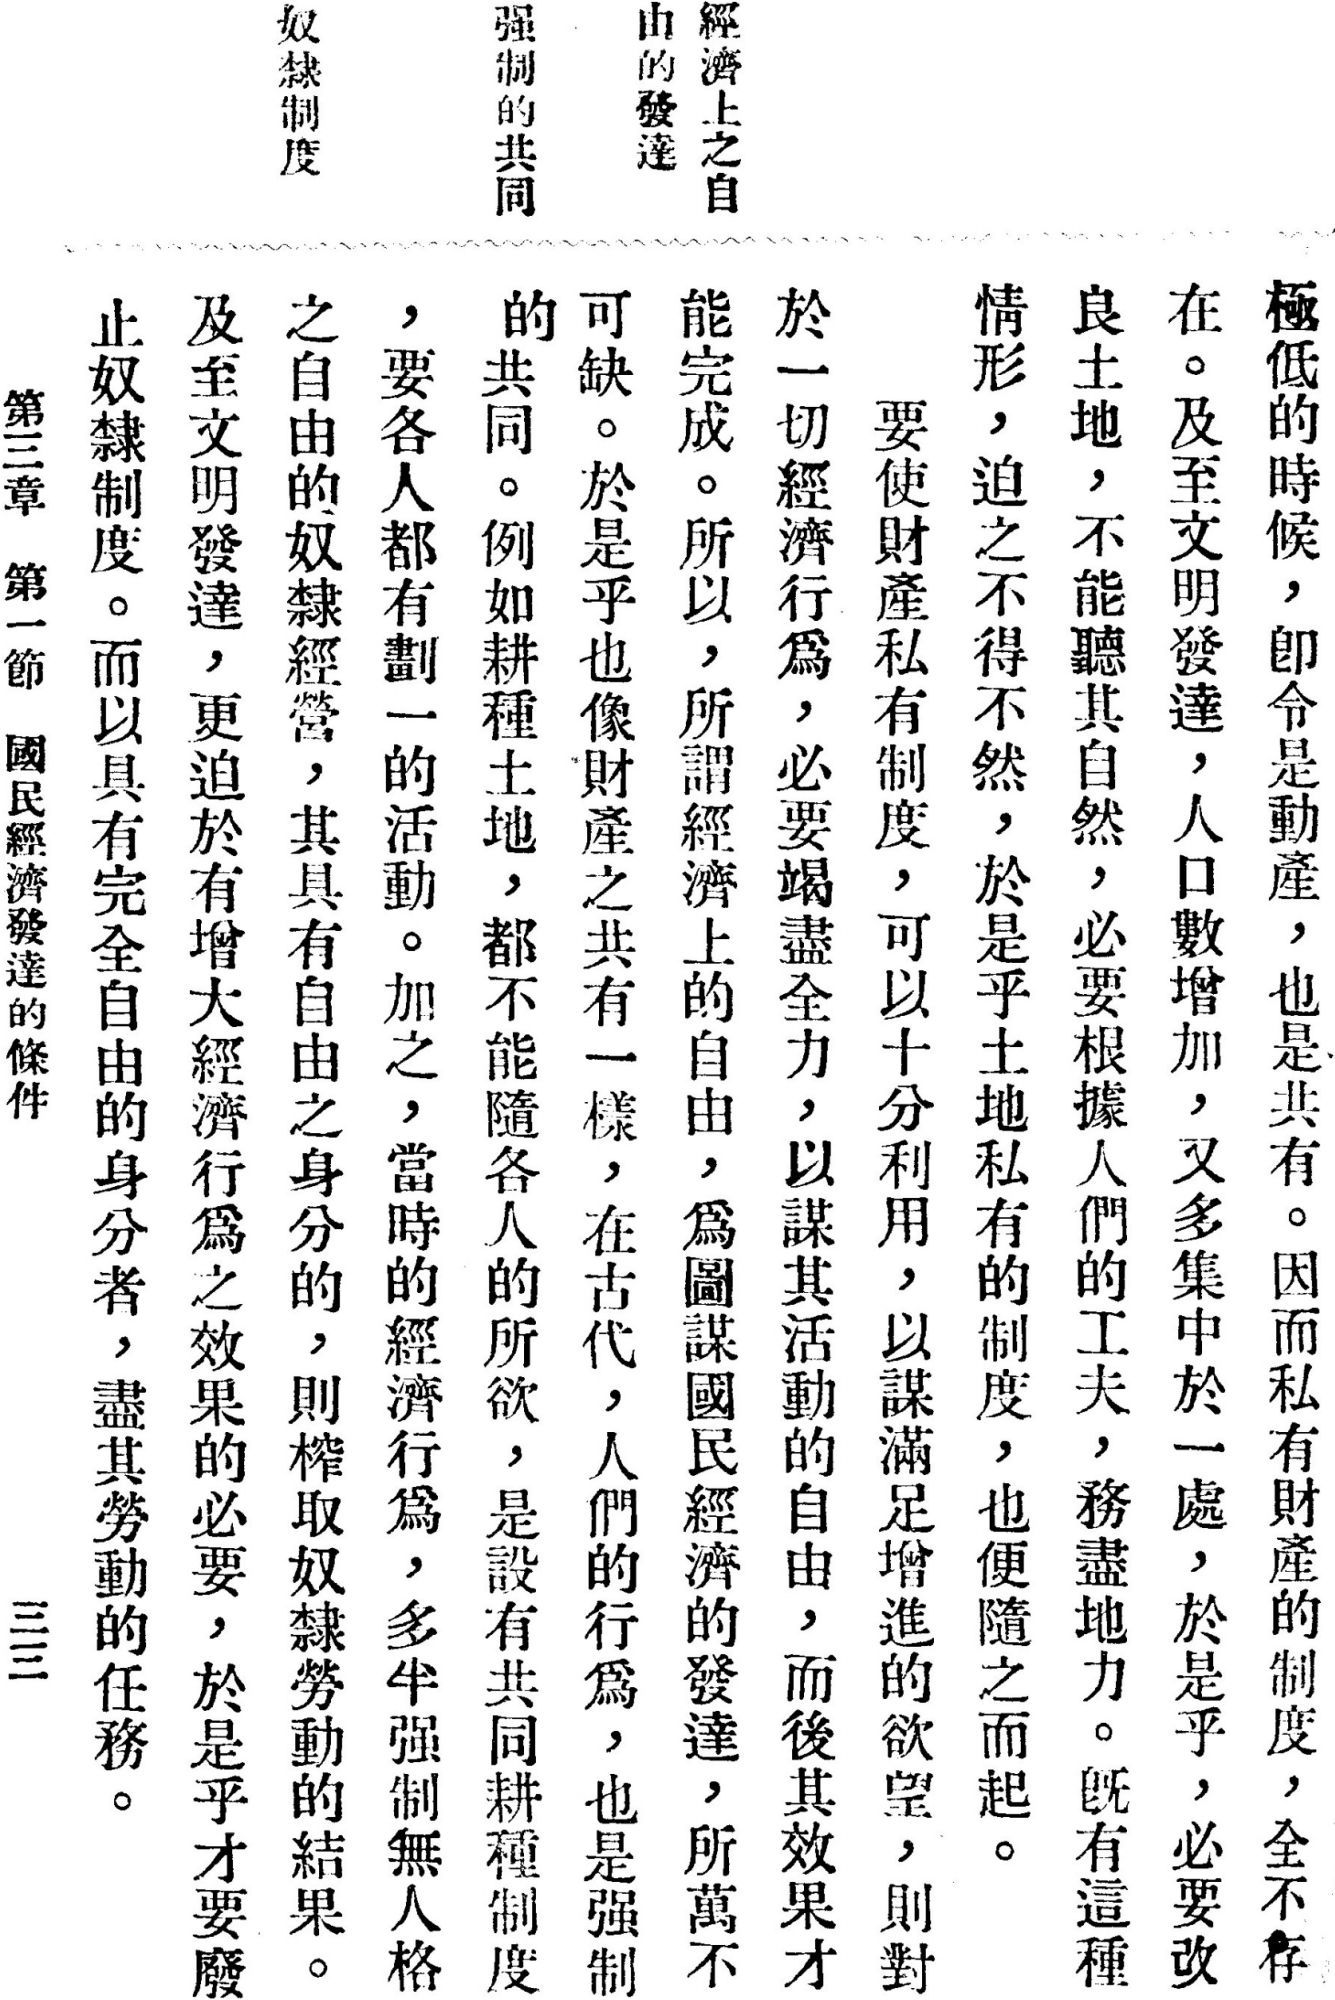 經濟上之自
由的發達
强制的共同
奴隸制度
極低的時候，卽令是動產，也是共有。因而私有財產的制度，全不存
在。及至文明發達，人口數增加，又多集中於一處，於是乎，必要改
良土地，不能聽其自然，必要根據人們的工夫，務盡地力。旣有這種
情形，迫之不得不然，於是乎土地私有的制度，也便隨之而起。
要使財產私有制度，可以十分利用，以謀滿足增進的欲望，則對
於一切經濟行爲，必要竭盡全力，以謀其活動的自由，而後其效果才
能完成。所以，所謂經濟上的自由，爲圖謀國民經濟的發達，所萬不
可缺。於是乎也像財產之共有一樣，在古代，人們的行爲，也是强制
的共同。例如耕種土地，都不能隨各人的所欲，是設有共同耕種制度
，要各人都有劃一的活動。加之，當時的經濟行爲，多半强制無人格
之自由的奴隸經營，其具有自由之身分的，則榨取奴隸勞動的結果。
及至文明發達，更迫於有增大經濟行爲之效果的必要，於是乎才要廢
止奴隸制度。而以具有完全自由的身分者，盡其勞動的任務。
第三章　第一節　國民經濟發達的條件　三三